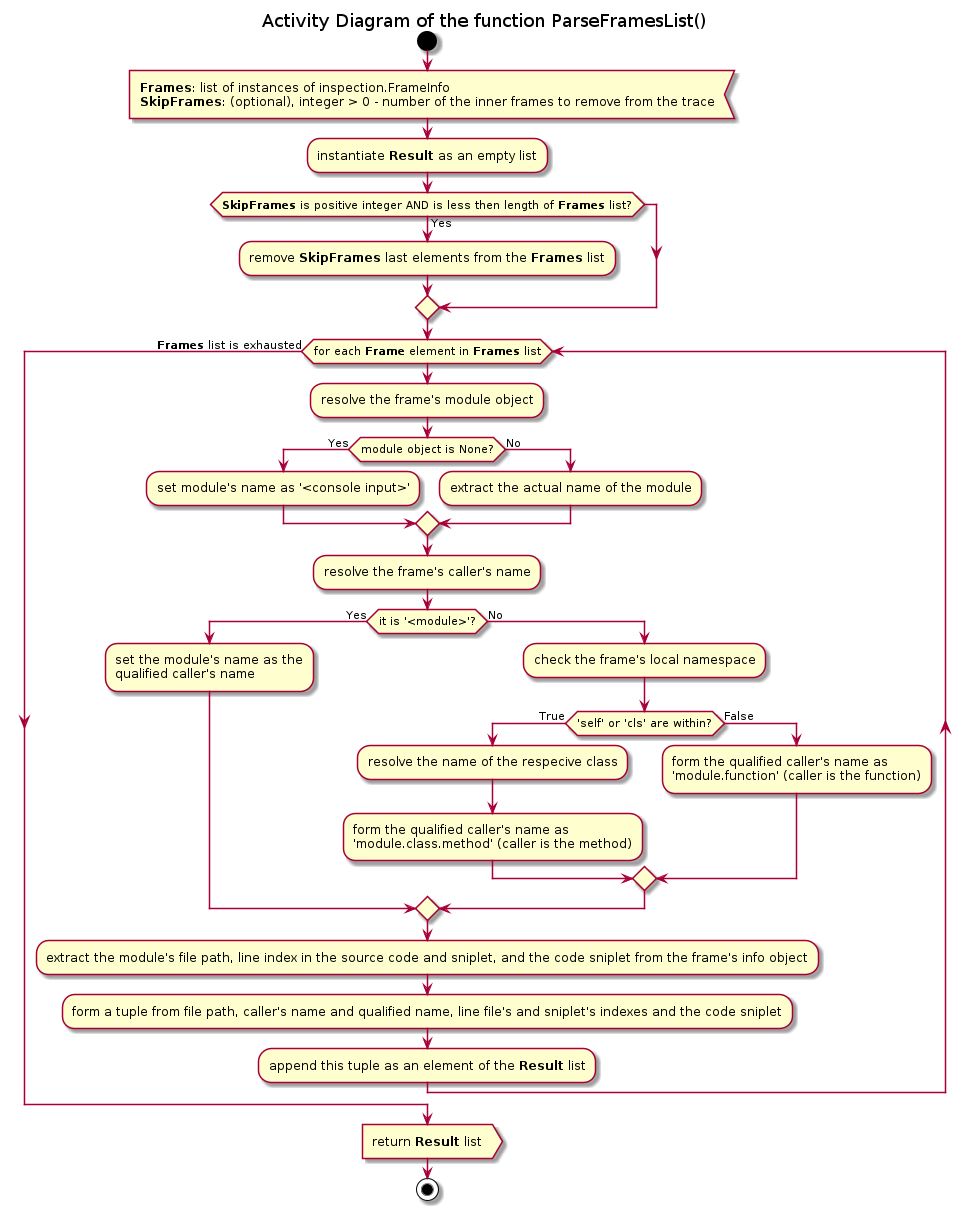 Activity Diagram of the function ParseFramesList()
Frames: list of instances of inspection.FrameInfo
SkipFrames: (optional), integer > 0 - number of the inner frames to remove from the trace
instantiate Result as an empty list
SkipFrames is positive integer AND is less then length of Frames list?
Yes
remove SkipFrames last elements from the Frames list
Frames list is exhausted
for each Frame element in Frames list
resolve the frame's module object
Yes
module object is None?
No
set module's name as '<console input>'
extract the actual name of the module
resolve the frame's caller's name
Yes
it is '<module>'?
No
set the module's name as the
qualified caller's name
check the frame's local namespace
True
'self' or 'cls' are within?
False
resolve the name of the respecive class
form the qualified caller's name as
'module.function' (caller is the function)
form the qualified caller's name as
'module.class.method' (caller is the method)
extract the module's file path, line index in the source code and sniplet, and the code sniplet from the frame's info object
form a tuple from file path, caller's name and qualified name, line file's and sniplet's indexes and the code sniplet
append this tuple as an element of the Result list
return Result list